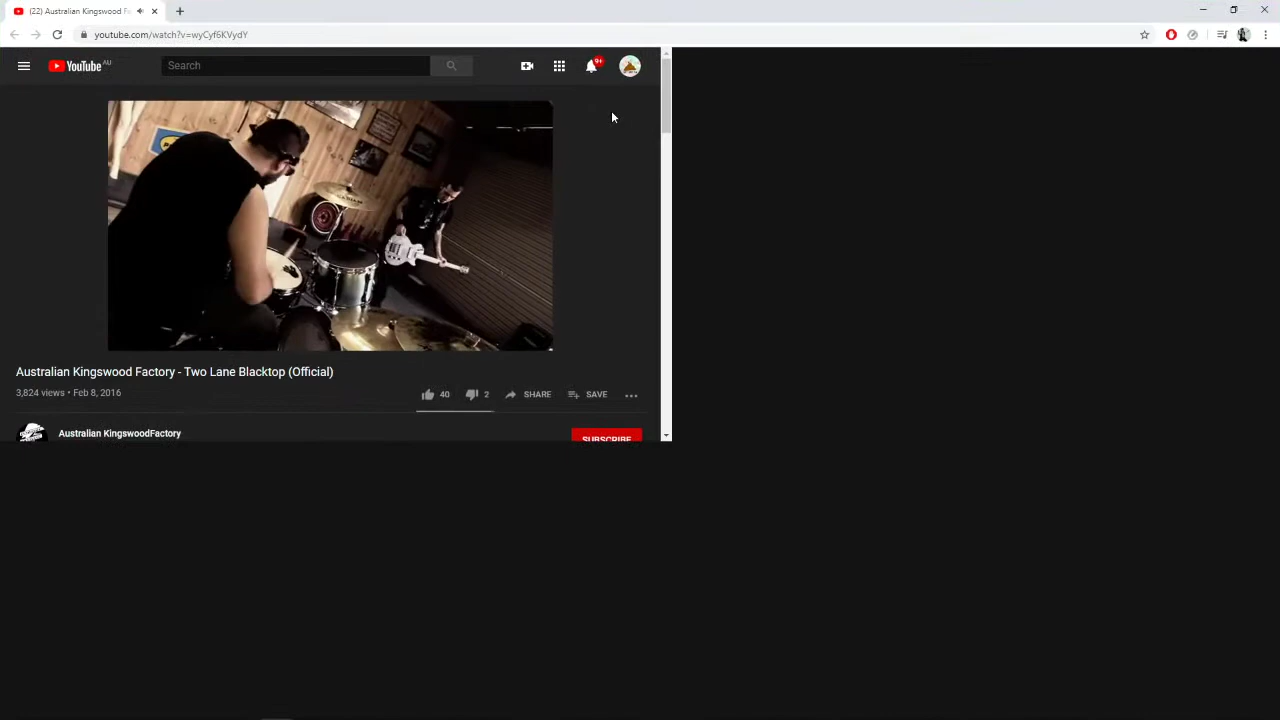 (22) Australian Kingswood F
youtube.com/watch?v=wyCyf6KVydY
YouTube AU
Search
9+
Australian Kingswood Factory - Two Lane Blacktop (Official)
3,824 views • Feb 8, 2016
40
2
SHARE
SAVE
Australian KingswoodFactory
SUBSCRIBE